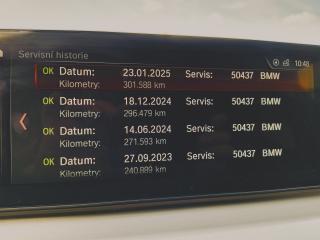 Servisní historie
10:48
OK Datum: 23.01.2025 Servis: 50437 BMW
Kilometry: 301.588 km
OK Datum: 18.12.2024 Servis: 50437 BMW
Kilometry: 296.479 km
OK Datum: 14.06.2024 Servis: 50437 BMW
Kilometry: 271.593 km
OK Datum: 27.09.2023 Servis: 50437 BMW
Kilometry: 240.889 km